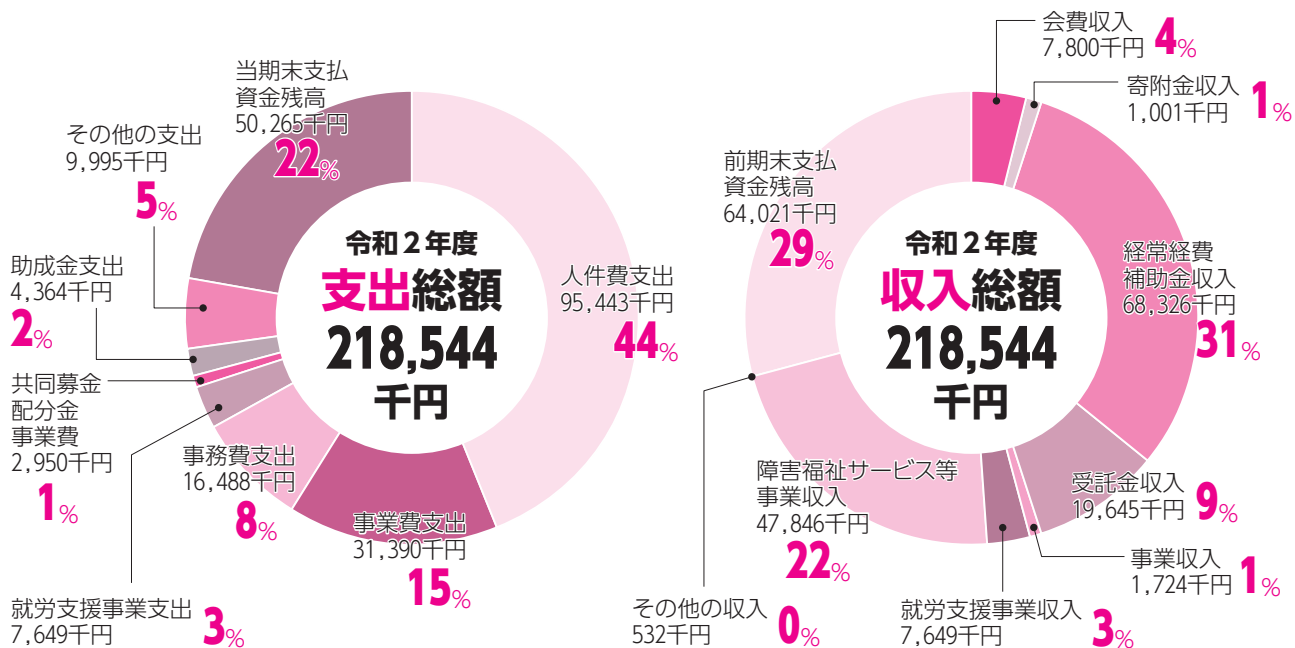 令和２年度
支出総額
218,544
千円
人件費支出
95,443千円
44%
事業費支出
31,390千円
15%
事務費支出
16,488千円
8%
就労支援事業支出
7,649千円
3%
共同募金
配分金
事業費
2,950千円
1%
助成金支出
4,364千円
2%
その他の支出
9,995千円
5%
当期末支払
資金残高
50,265千円
22%
令和２年度
収入総額
218,544
千円
会費収入
7,800千円
4%
寄附金収入
1,001千円
1%
経常経費
補助金収入
68,326千円
31%
受託金収入
19,645千円
9%
事業収入
1,724千円
1%
就労支援事業収入
7,649千円
3%
障害福祉サービス等
事業収入
47,846千円
22%
その他の収入
532千円
0%
前期末支払
資金残高
64,021千円
29%